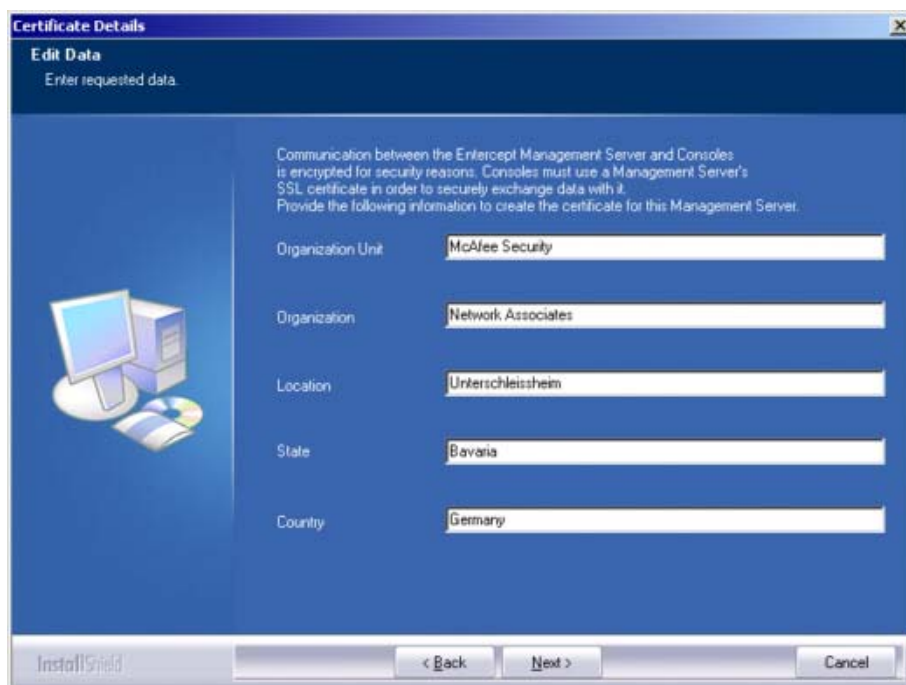 Certificate Details
Edit Data
Enter requested data.
Communication between the Entercept Management Server and Consoles
is encrypted for security reasons. Consoles must use a Management Server's
SSL certificate in order to securely exchange data with it.
Provide the following information to create the certificate for this Management Server.
Organization Unit McAfee Security
Organization Network Associates
Location Unterschleissheim
State Bavaria
Country Germany
InstallShield
< Back Next > Cancel